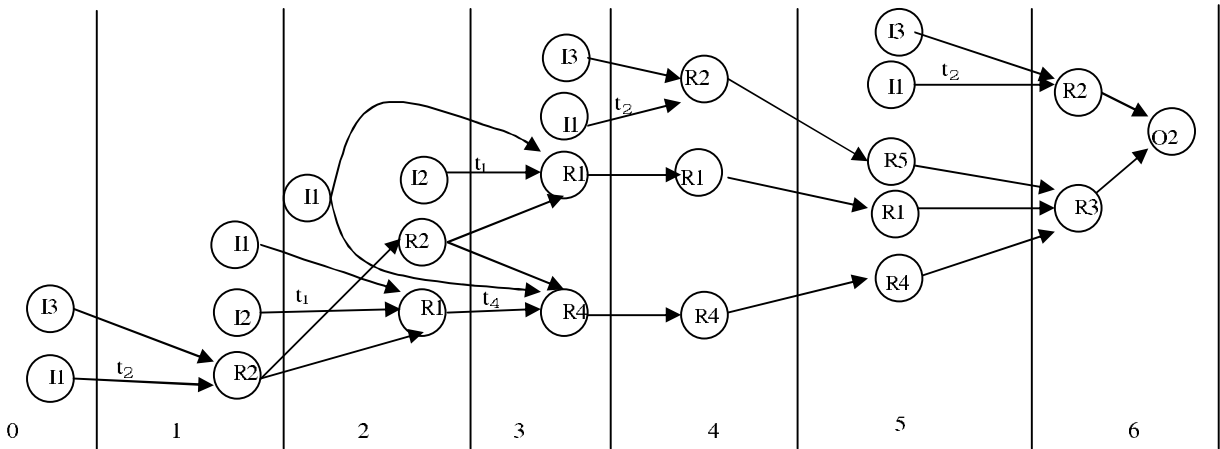 I3
I1 t2 R2
I3 I1 t2 R2
O2
I1 I2 t1 R1 R1 R5 R1 R3
I1 R2
I3 I2 t1 R1 t4 R4 R4 R4
I1 t2 R2
0 1 2 3 4 5 6